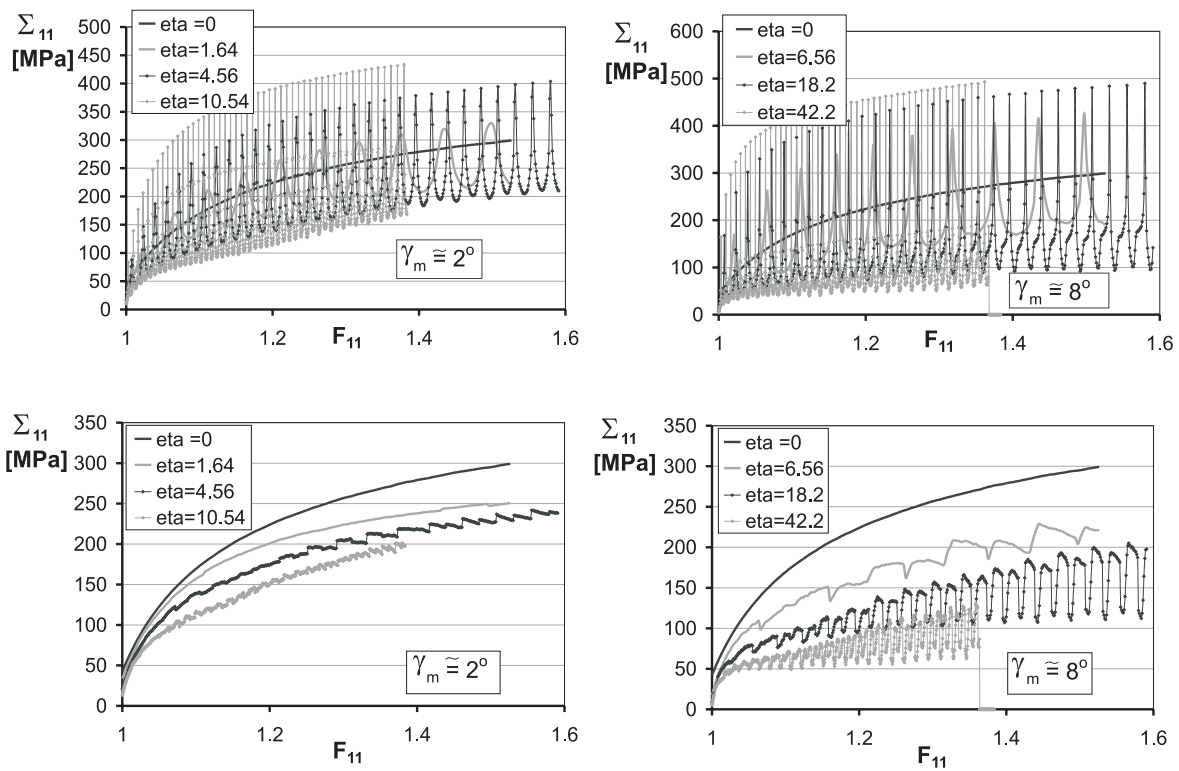 Σ11
[MPa]
500
450
400
350
300
250
200
150
100
50
0
eta =0
eta=1.64
eta=4.56
eta=10.54
γm ≅ 2°
1
1.2
1.4
1.6
F11
Σ11
[MPa]
600
500
400
300
200
100
0
eta=0
eta=6.56
eta=18.2
eta=42.2
γm ≅ 8°
1
1.2
1.4
1.6
F11
Σ11
[MPa]
350
300
250
200
150
100
50
0
eta =0
eta=1.64
eta=4.56
eta=10.54
γm ≅ 2°
1
1.2
1.4
1.6
F11
Σ11
[MPa]
350
300
250
200
150
100
50
0
eta =0
eta=6.56
eta=18.2
eta=42.2
γm ≅ 8°
1
1.2
1.4
1.6
F11